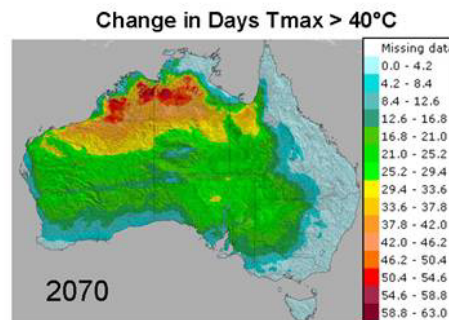 Change in Days Tmax > 40°C
Missing data
0.0 - 4.2
4.2 - 8.4
8.4 - 12.6
12.6 - 16.8
16.8 - 21.0
21.0 - 25.2
25.2 - 29.4
29.4 - 33.6
33.6 - 37.8
37.8 - 42.0
42.0 - 46.2
46.2 - 50.4
50.4 - 54.6
54.6 - 58.8
58.8 - 63.0
2070